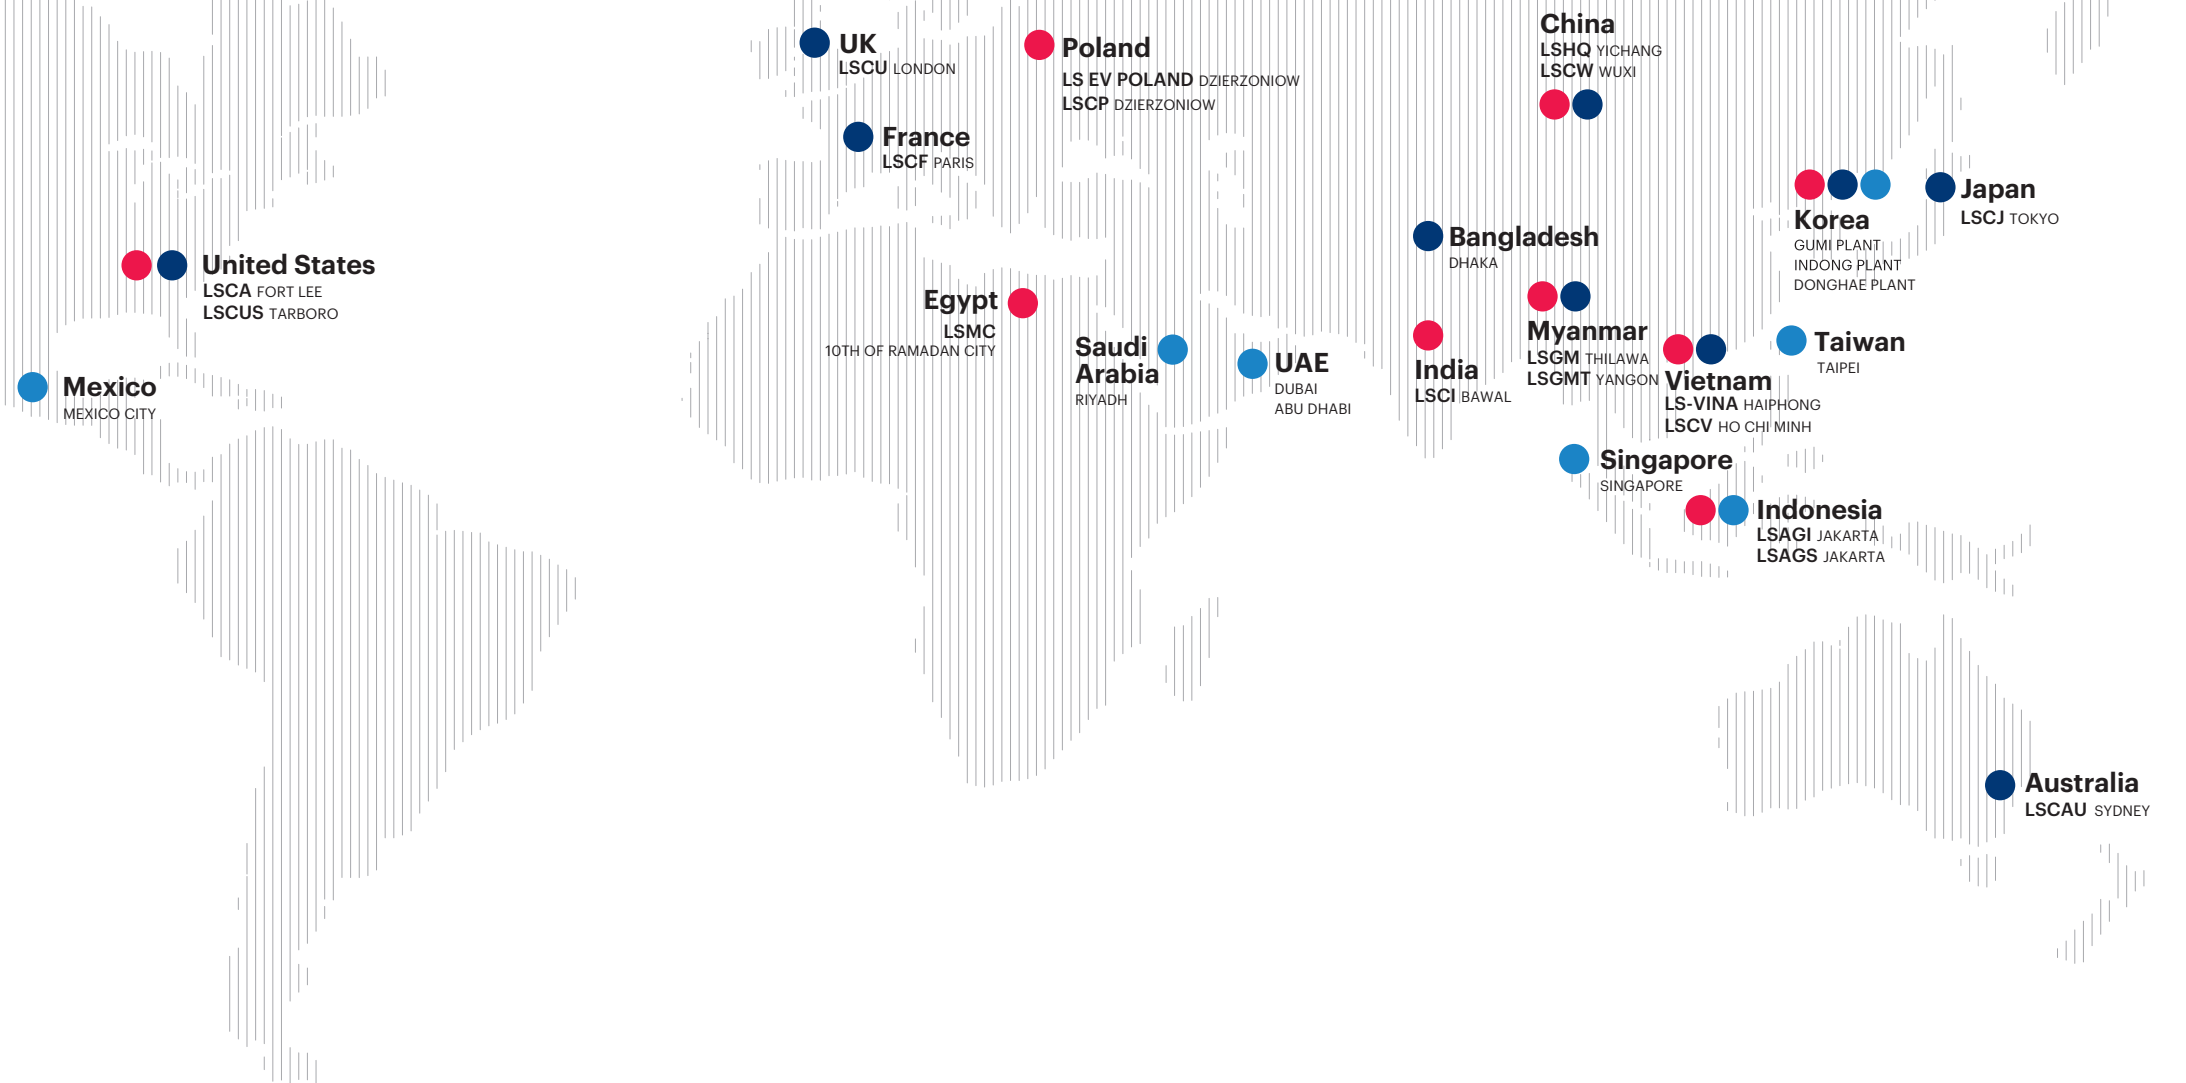 UK
LSCU LONDON
Poland
LS EV POLAND DZIERZONIOW
LSCP DZIERZONIOW
China
LSHQ YICHANG
LSCW WUXI
France
LSCF PARIS
Korea
GUMI PLANT
INDONG PLANT
DONGHAE PLANT
Japan
LSCJ TOKYO
United States
LSCA FORT LEE
LSCUS TARBORO
Bangladesh
DHAKA
Egypt
LSMC
10TH OF RAMADAN CITY
Saudi
Arabia
RIYADH
UAE
DUBAI
ABU DHABI
India
LSCI BAWAL
Myanmar
LSGM THILAWA
LSGMT YANGON
Vietnam
LS-VINA HAIPHONG
LSCV HO CHI MINH
Taiwan
TAIPEI
Mexico
MEXICO CITY
Singapore
SINGAPORE
Indonesia
LSAGI JAKARTA
LSAGS JAKARTA
Australia
LSCAU SYDNEY